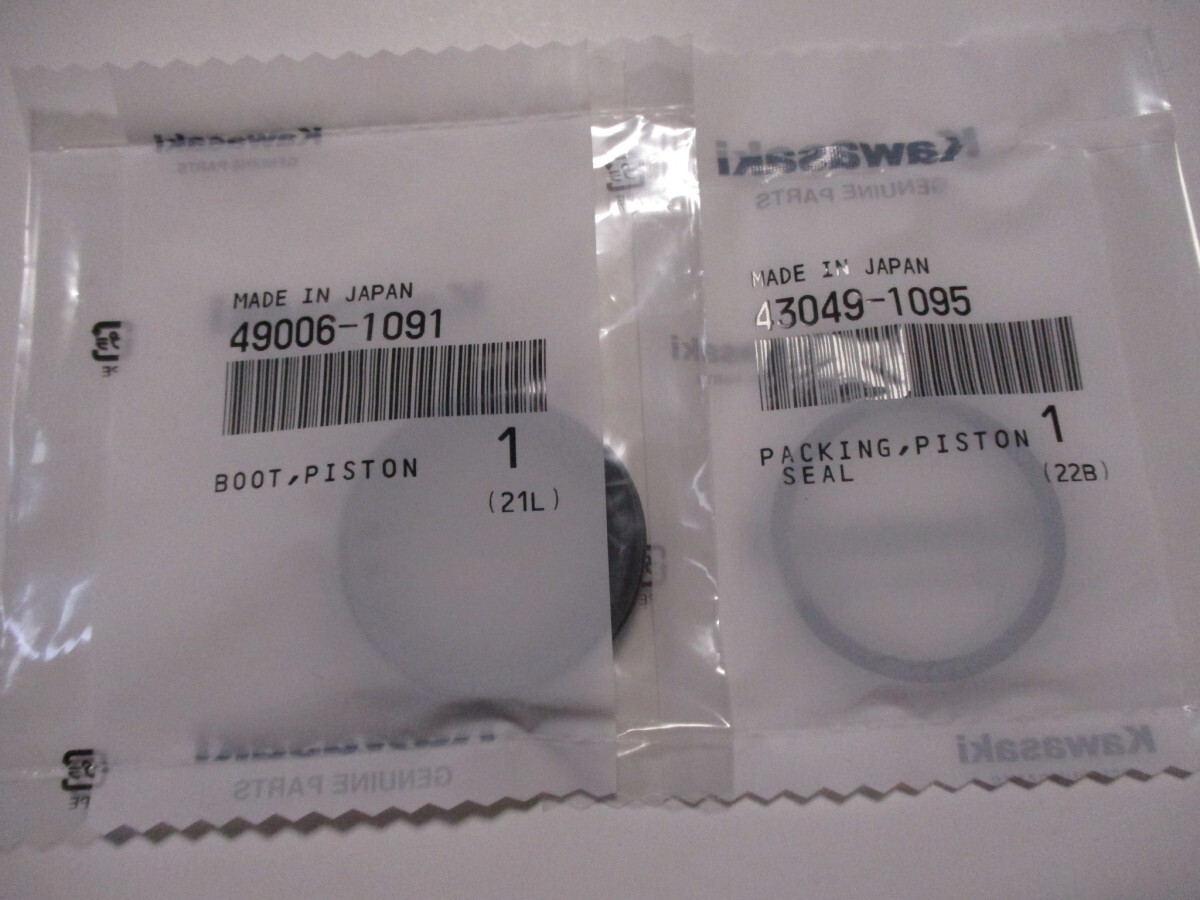 Kawasaki
GENUINE PARTS
MADE IN JAPAN
49006-1091
BOOT,PISTON
1
(21L)
Kawasaki
GENUINE PARTS
Kawasaki
GENUINE PARTS
MADE IN JAPAN
43049-1095
PACKING,PISTON
SEAL
1
(22B)
Kawasaki